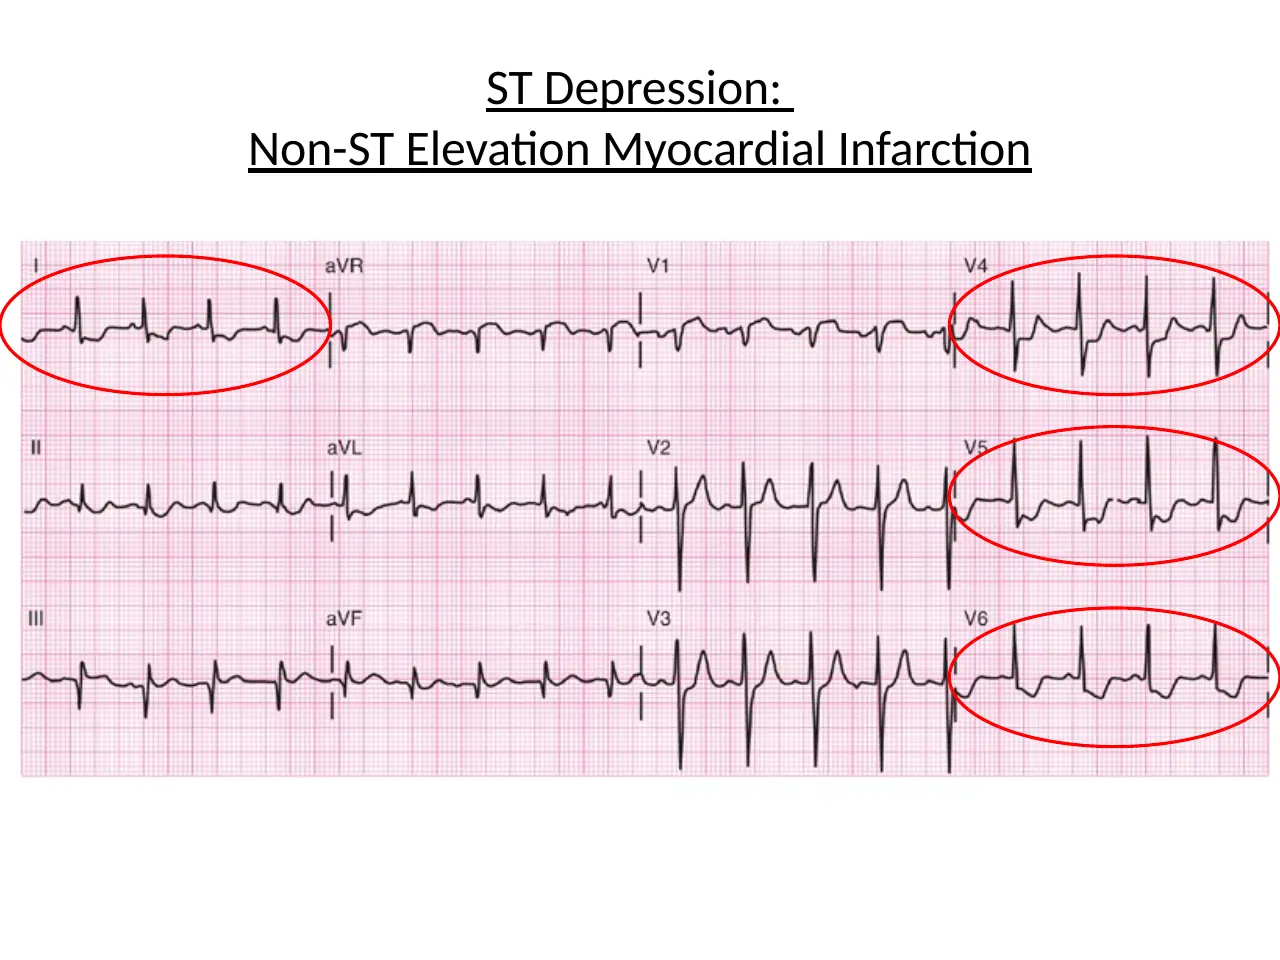 ST Depression:
Non-ST Elevation Myocardial Infarction
I aVR V1 V4
II aVL V2 V5
III aVF V3 V6